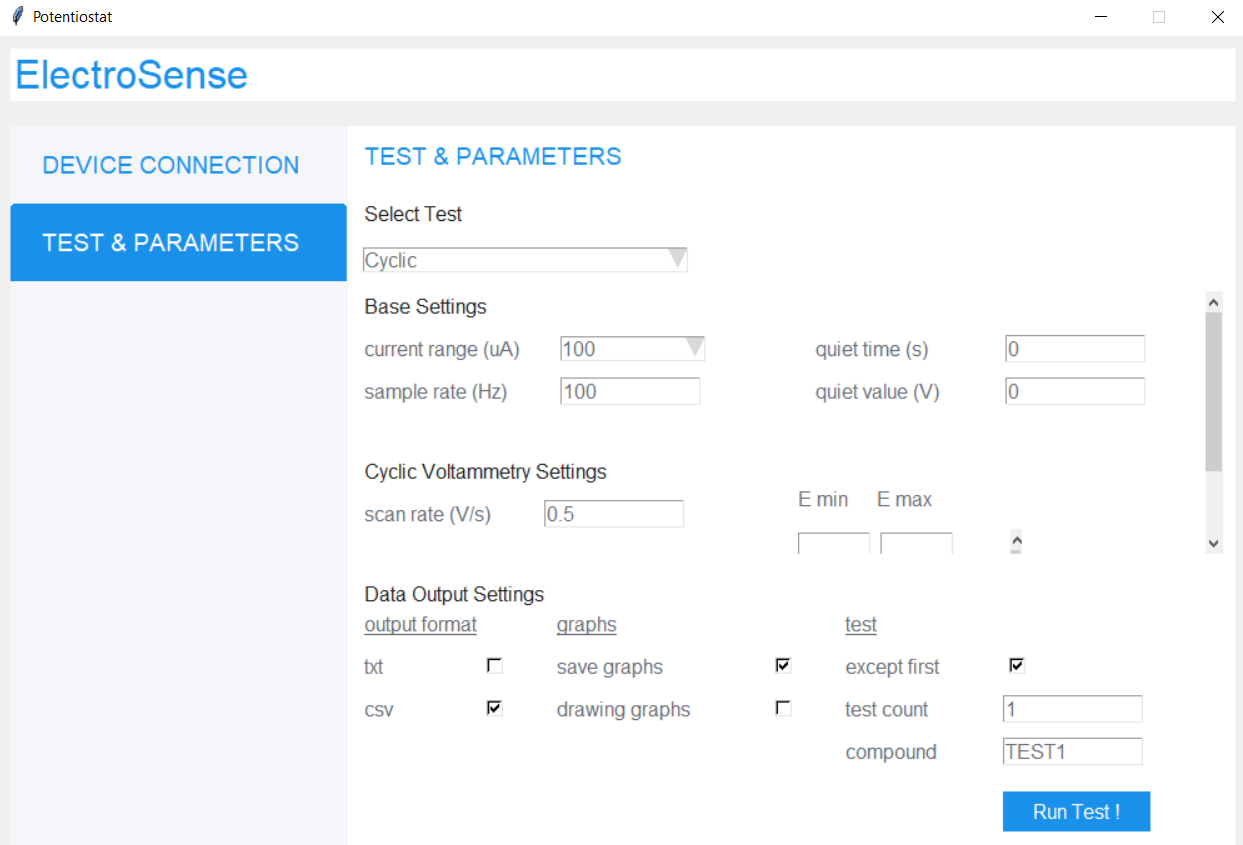 Potentiostat
ElectroSense
DEVICE CONNECTION
TEST & PARAMETERS
TEST & PARAMETERS
Select Test
Cyclic
Base Settings
current range (uA) 100 quiet time (s) 0
sample rate (Hz) 100 quiet value (V) 0
Cyclic Voltammetry Settings
E min E max
scan rate (V/s) 0.5
Data Output Settings
output format graphs test
txt save graphs except first
csv drawing graphs test count 1
compound TEST1
Run Test !